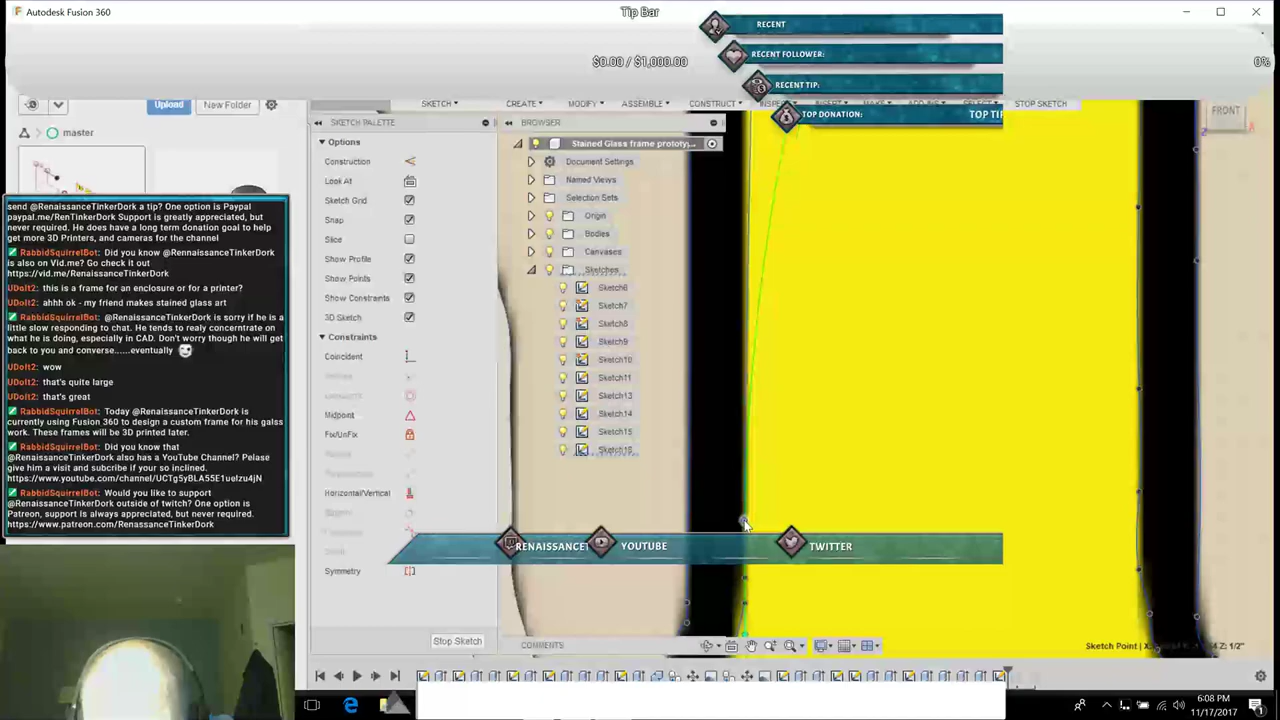 Autodesk Fusion 360
Tip Bar
RECENT
$0.00 / $1,000.00
RECENT FOLLOWER:
0%
RECENT TIP:
Upload
New Folder
SKETCH
CREATE
MODIFY
ASSEMBLE
CONSTRUCT
STOP SKETCH
TOP DONATION:
TOP TI
FRONT
master
SKETCH PALETTE
BROWSER
Options
Construction
Look At
Sketch Grid
Snap
Slice
Show Profile
Show Points
Show Constraints
3D Sketch
Constraints
Coincident
Midpoint
Fix/UnFix
Horizontal/Vertical
Symmetry
Stop Sketch
Stained Glass frame prototy...
Document Settings
Named Views
Selection Sets
Origin
Bodies
Canvases
Sketches
Sketch6
Sketch7
Sketch8
Sketch9
Sketch10
Sketch11
Sketch13
Sketch14
Sketch15
Sketch16
send @RenaissanceTinkerDork a tip? One option is Paypal
paypal.me/RenTinkerDork Support is greatly appreciated, but
never required. He does have a long term donation goal to help
get more 3D Printers, and cameras for the channel
RabbidSquirrelBot: Did you know @RennaissanceTinkerDork
is also on Vid.me? Go check it out
https://vid.me/RenaissanceTinkerDork
UDoIt2: this is a frame for an enclosure or for a printer?
UDoIt2: ahhh ok - my friend makes stained glass art
RabbidSquirrelBot: @RenaissanceTinkerDork is sorry if he is a
little slow responding to chat. He tends to realy concerntrate on
what he is doing, especially in CAD. Don't worry though he will get
back to you and converse......eventually
UDoIt2: wow
UDoIt2: that's quite large
UDoIt2: that's great
RabbidSquirrelBot: Today @RenaissanceTinkerDork is
currently using Fusion 360 to design a custom frame for his galss
work. These frames will be 3D printed later.
RabbidSquirrelBot: Did you know that
@RenaissanceTinkerDork also has a YouTube Channel? Pelase
give him a visit and subcribe if your so inclined.
https://www.youtube.com/channel/UCTg5yBLA55E1uelzu4jN
RabbidSquirrelBot: Would you like to support
@RenaissanceTinkerDork outside of twitch? One option is
Patreon, support is always appreciated, but never required.
https://www.patreon.com/RenassanceTinkerDork
RENAISSANCET
YOUTUBE
TWITTER
COMMENTS
Sketch Point
6:08 PM
11/17/2017